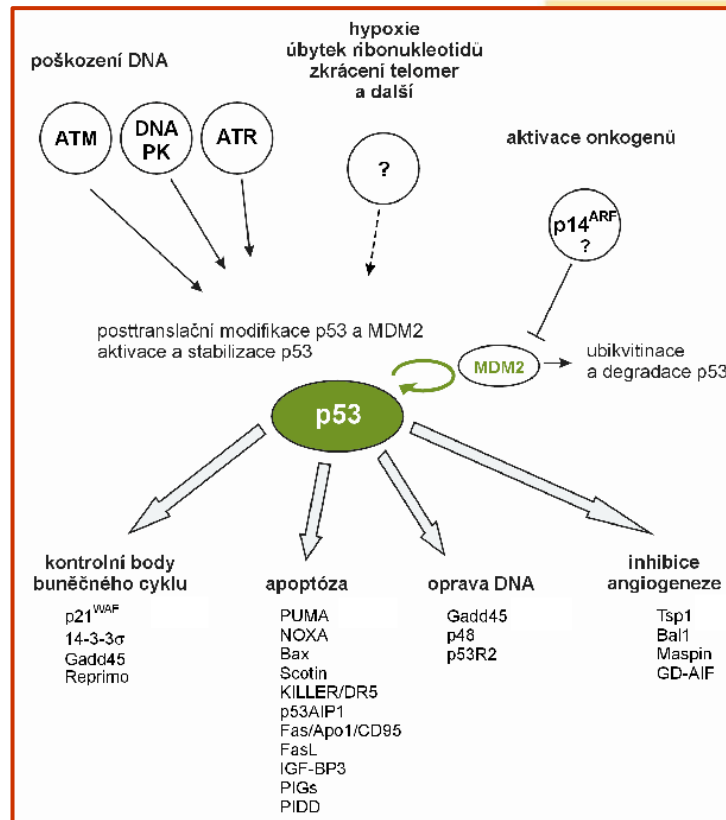 poškození DNA
hypoxie
úbytek ribonukleotidů
zkrácení telomer
a další
aktivace onkogenů
ATM
DNA
PK
ATR
?
p14ARF
?
posttranslační modifikace p53 a MDM2
aktivace a stabilizace p53
MDM2
ubikvitinace
a degradace p53
p53
kontrolní body
buněčného cyklu
p21WAF
14-3-3σ
Gadd45
Reprimo
apoptóza
PUMA
NOXA
Bax
Scotin
KILLER/DR5
p53AIP1
Fas/Apo1/CD95
FasL
IGF-BP3
PIGs
PIDD
oprava DNA
Gadd45
p48
p53R2
inhibice
angiogeneze
Tsp1
Bal1
Maspin
GD-AIF